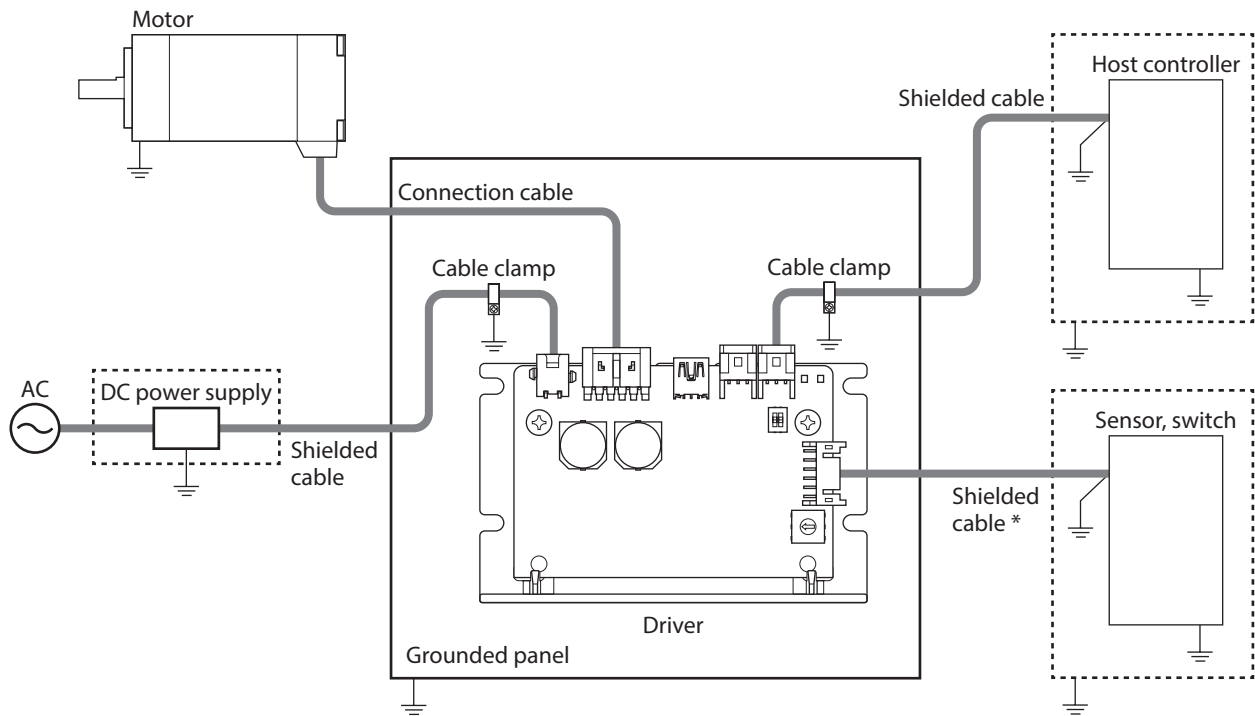 Motor
Host controller
Shielded cable
Connection cable
Cable clamp
Cable clamp
AC
DC power supply
Shielded
cable
Sensor, switch
Shielded
cable *
Driver
Grounded panel